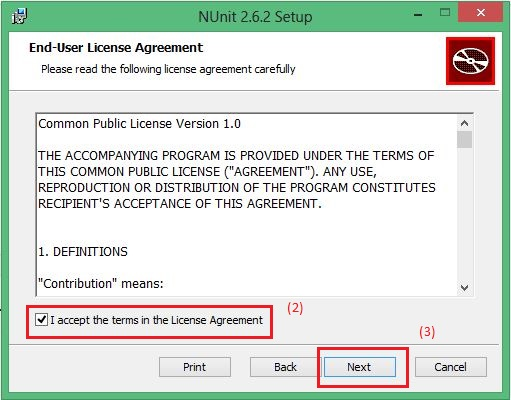 NUnit 2.6.2 Setup
End-User License Agreement
Please read the following license agreement carefully
Common Public License Version 1.0
THE ACCOMPANYING PROGRAM IS PROVIDED UNDER THE TERMS OF
THIS COMMON PUBLIC LICENSE ("AGREEMENT"). ANY USE,
REPRODUCTION OR DISTRIBUTION OF THE PROGRAM CONSTITUTES
RECIPIENT'S ACCEPTANCE OF THIS AGREEMENT.
1. DEFINITIONS
"Contribution" means:
I accept the terms in the License Agreement
(2)
(3)
Print Back Next Cancel